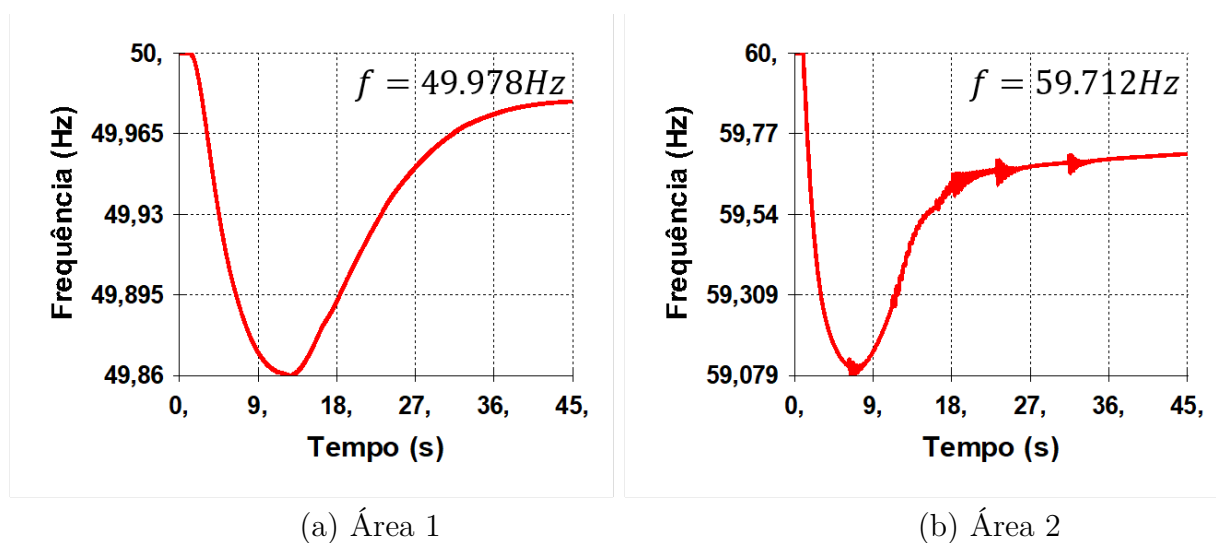 50,
f = 49.978Hz
49,965
49,93
49,895
49,86
0, 9, 18, 27, 36, 45,
Frequência (Hz)
Tempo (s)
(a) Área 1
60,
f = 59.712Hz
59,77
59,54
59,309
59,079
0, 9, 18, 27, 36, 45,
Frequência (Hz)
Tempo (s)
(b) Área 2